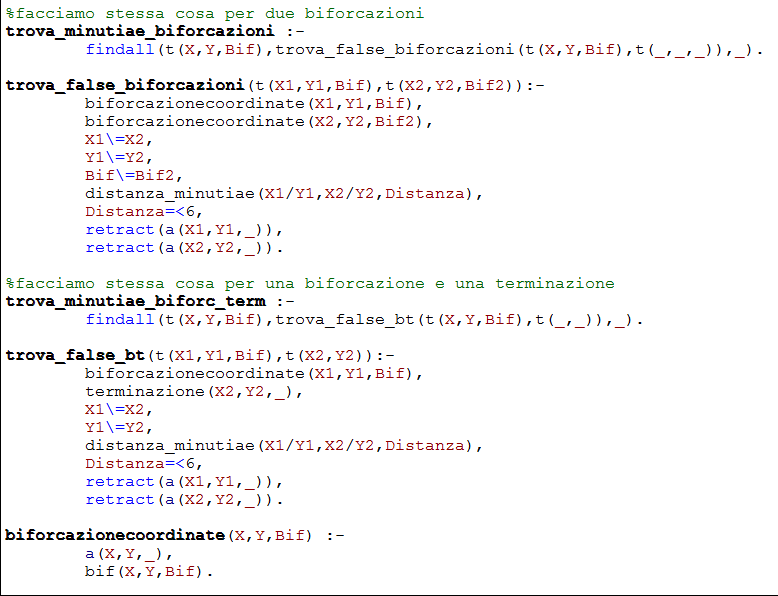 %facciamo stessa cosa per due biforcazioni
trova_minutiae_biforcazioni :-
findall(t(X,Y,Bif),trova_false_biforcazioni(t(X,Y,Bif),t(_,_,_)),_).
trova_false_biforcazioni(t(X1,Y1,Bif),t(X2,Y2,Bif2)):-
biforcazionecoordinate(X1,Y1,Bif),
biforcazionecoordinate(X2,Y2,Bif2),
X1\=X2,
Y1\=Y2,
Bif\=Bif2,
distanza_minutiae(X1/Y1,X2/Y2,Distanza),
Distanza=<6,
retract(a(X1,Y1,_)),
retract(a(X2,Y2,_)).
%facciamo stessa cosa per una biforcazione e una terminazione
trova_minutiae_biforc_term :-
findall(t(X,Y,Bif),trova_false_bt(t(X,Y,Bif),t(_,_)),_).
trova_false_bt(t(X1,Y1,Bif),t(X2,Y2)):-
biforcazionecoordinate(X1,Y1,Bif),
terminazione(X2,Y2,_),
X1\=X2,
Y1\=Y2,
distanza_minutiae(X1/Y1,X2/Y2,Distanza),
Distanza=<6,
retract(a(X1,Y1,_)),
retract(a(X2,Y2,_)).
biforcazionecoordinate(X,Y,Bif) :-
a(X,Y,_),
bif(X,Y,Bif).